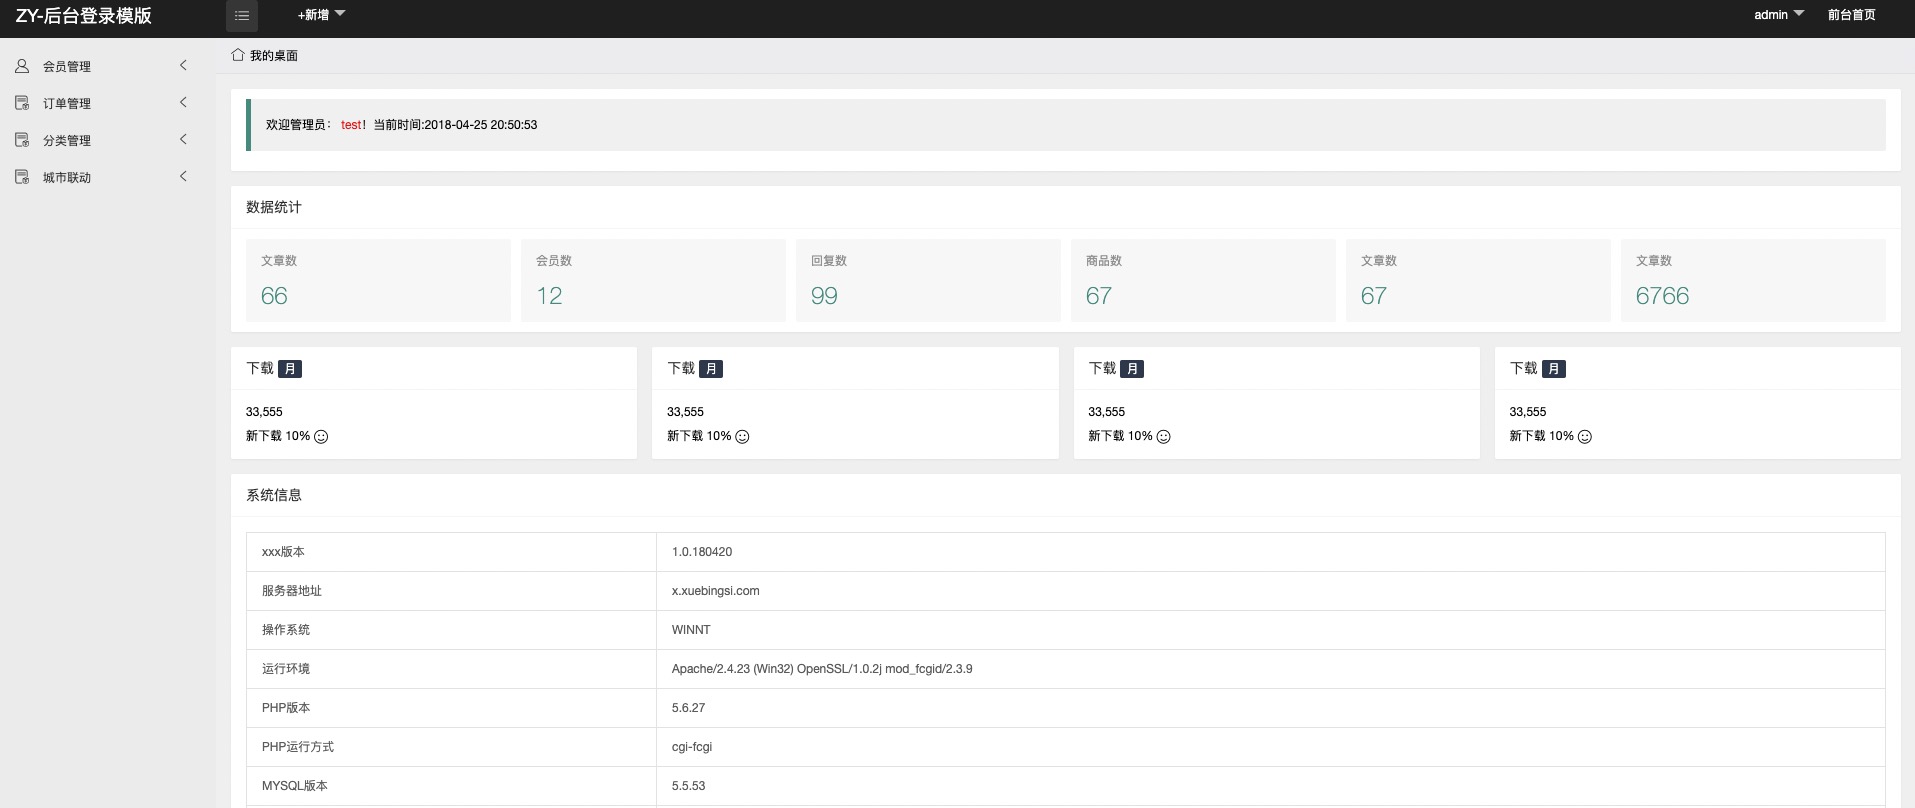 ZY-后台登录模版 +新增 admin 前台首页
会员管理
订单管理
分类管理
城市联动
我的桌面
欢迎管理员： test！当前时间:2018-04-25 20:50:53
数据统计
文章数 会员数 回复数 商品数 文章数 文章数
66 12 99 67 67 6766
下载 月 下载 月 下载 月 下载 月
33,555 33,555 33,555 33,555
新下载 10% 新下载 10% 新下载 10% 新下载 10%
系统信息
xxx版本 1.0.180420
服务器地址 x.xuebingsi.com
操作系统 WINNT
运行环境 Apache/2.4.23 (Win32) OpenSSL/1.0.2j mod_fcgid/2.3.9
PHP版本 5.6.27
PHP运行方式 cgi-fcgi
MYSQL版本 5.5.53